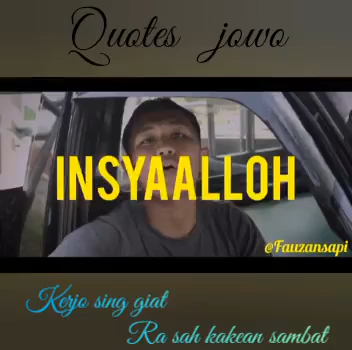 Quotes jowo
INSYAALLOH
@Fauzansapi
Kerjo sing giat
Ra sah kakean sambat